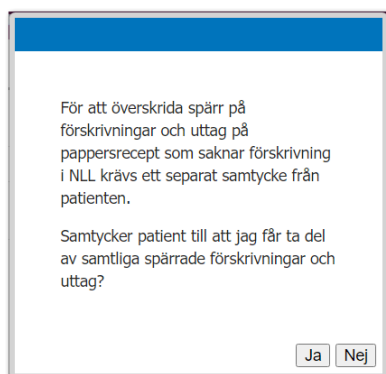 För att överskrida spärr på
förskrivningar och uttag på
pappersrecept som saknar förskrivning
i NLL krävs ett separat samtycke från
patienten.
Samtycker patient till att jag får ta del
av samtliga spärrade förskrivningar och
uttag?
Ja Nej